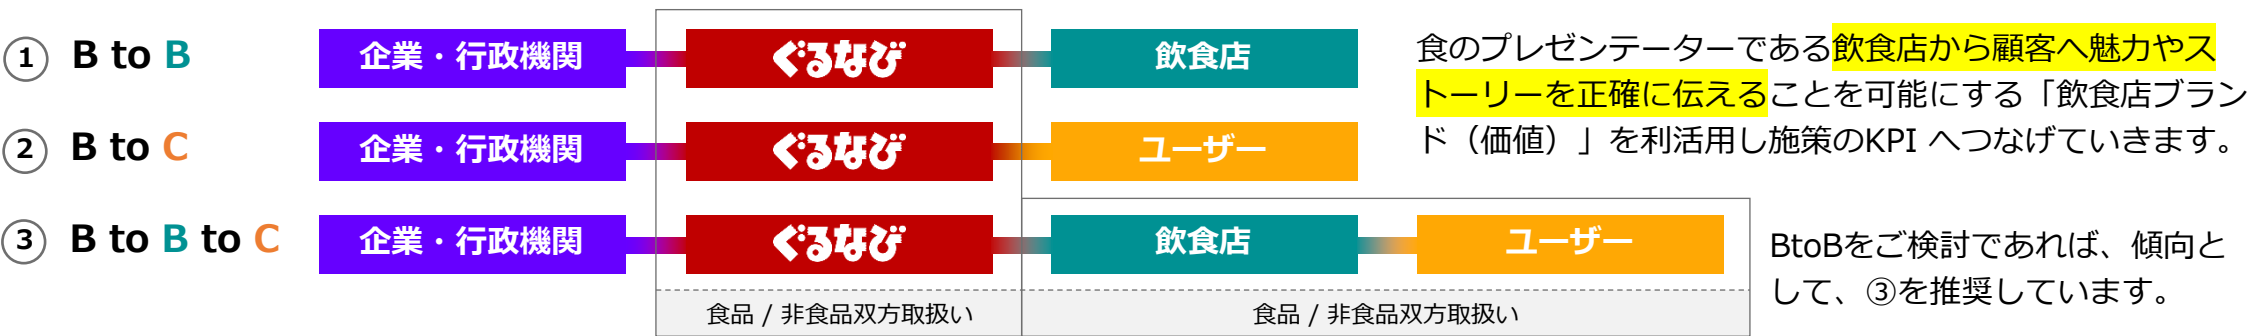 ① B to B 企業・行政機関 ぐるなび 飲食店
② B to C 企業・行政機関 ぐるなび ユーザー
③ B to B to C 企業・行政機関 ぐるなび 飲食店 ユーザー
食品 / 非食品双方取扱い 食品 / 非食品双方取扱い
食のプレゼンテーターである飲食店から顧客へ魅力やス
トーリーを正確に伝えることを可能にする「飲食店ブラン
ド（価値）」を利活用し施策のKPI へつなげていきます。
BtoBをご検討であれば、傾向と
して、③を推奨しています。